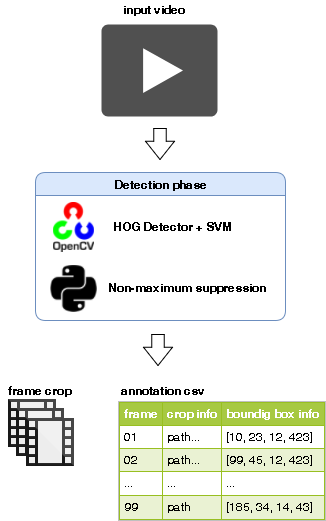 input video
Detection phase
HOG Detector + SVM
OpenCV
Non-maximum suppression
frame crop
annotation csv
frame crop info boundig box info
01 path... [10, 23, 12, 423]
02 path... [99, 45, 12, 423]
... ... ...
99 path [185, 34, 14, 43]